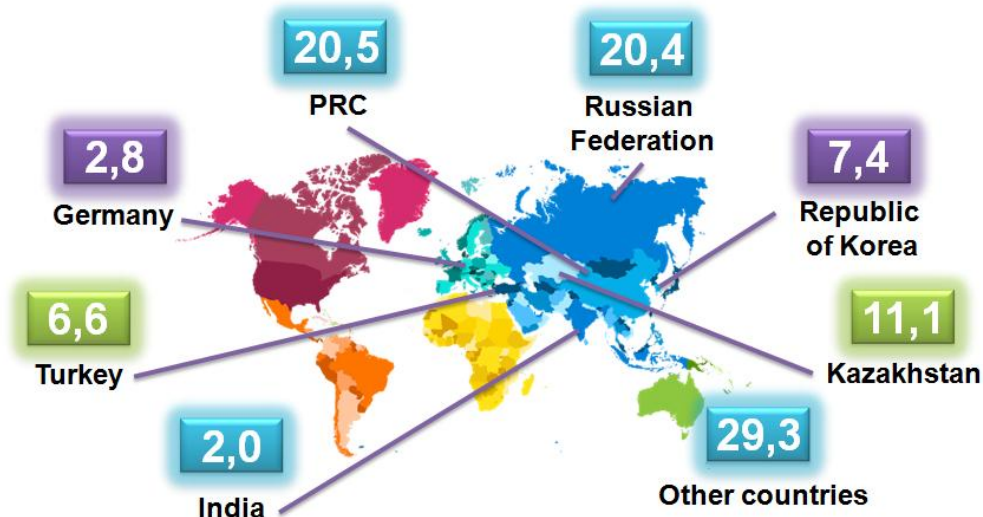 20,5
PRC
20,4
Russian
Federation
2,8
Germany
7,4
Republic
of Korea
6,6
Turkey
11,1
Kazakhstan
2,0
India
29,3
Other countries